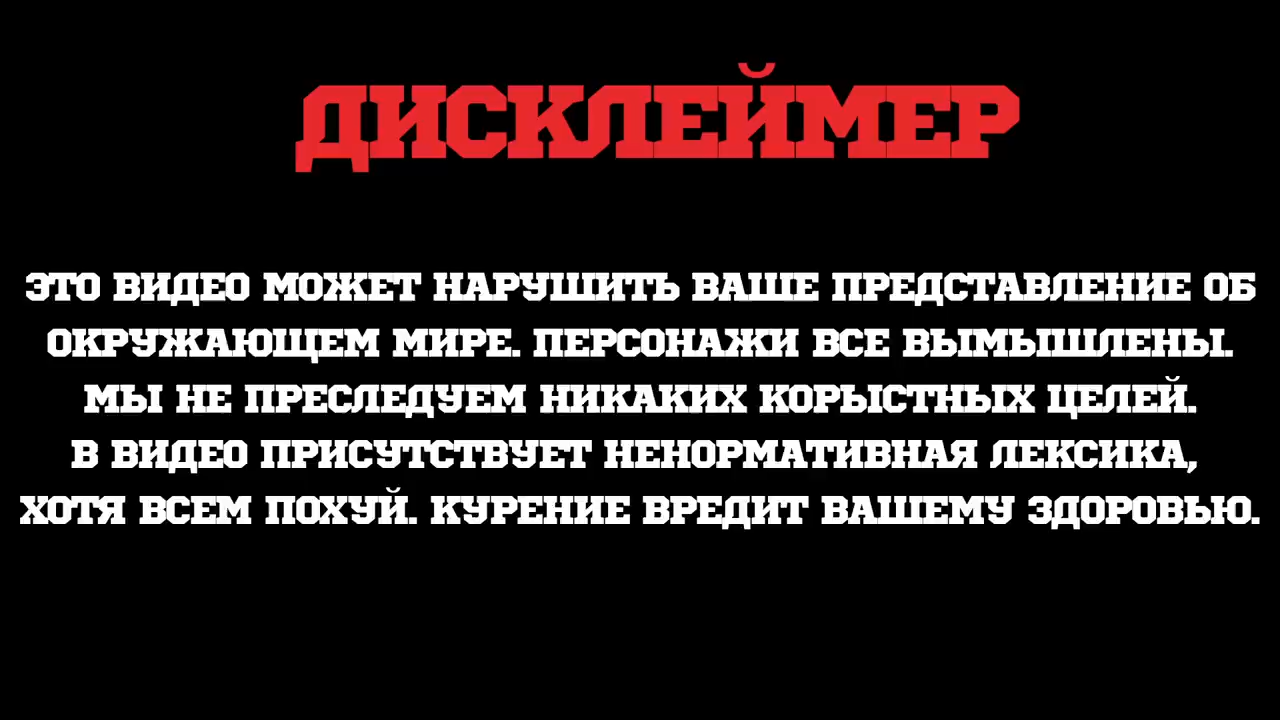 ДИСКЛЕЙМЕР
ЭТО ВИДЕО МОЖЕТ НАРУШИТЬ ВАШЕ ПРЕДСТАВЛЕНИЕ ОБ
ОКРУЖАЮЩЕМ МИРЕ. ПЕРСОНАЖИ ВСЕ ВЫМЫШЛЕНЫ.
МЫ НЕ ПРЕСЛЕДУЕМ НИКАКИХ КОРЫСТНЫХ ЦЕЛЕЙ.
В ВИДЕО ПРИСУТСТВУЕТ НЕНОРМАТИВНАЯ ЛЕКСИКА,
ХОТЯ ВСЕМ ПОХУЙ. КУРЕНИЕ ВРЕДИТ ВАШЕМУ ЗДОРОВЬЮ.